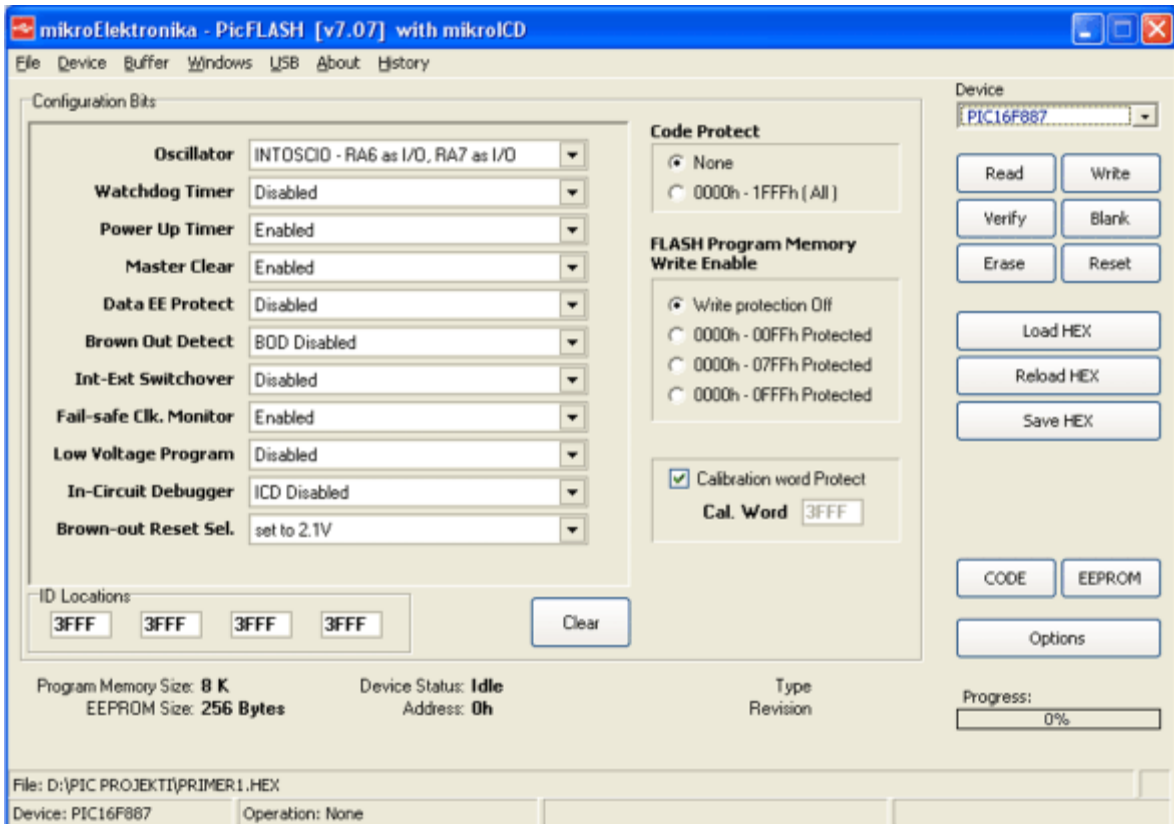 mikroElektronika - PicFLASH [v7.07] with mikroICD
File Device Buffer Windows USB About History
Configuration Bits
Oscillator INTOSCIO - RA6 as I/O, RA7 as I/O
Watchdog Timer Disabled
Power Up Timer Enabled
Master Clear Enabled
Data EE Protect Disabled
Brown Out Detect BOD Disabled
Int-Ext Switchover Disabled
Fail-safe Clk. Monitor Enabled
Low Voltage Program Disabled
In-Circuit Debugger ICD Disabled
Brown-out Reset Sel. set to 2.1V
ID Locations
3FFF 3FFF 3FFF 3FFF
Clear
Code Protect
None
0000h - 1FFFh ( All )
FLASH Program Memory
Write Enable
Write protection Off
0000h - 00FFh Protected
0000h - 07FFh Protected
0000h - 0FFFh Protected
Calibration word Protect
Cal. Word 3FFF
Device
PIC16F887
Read Write
Verify Blank
Erase Reset
Load HEX
Reload HEX
Save HEX
CODE EEPROM
Options
Progress:
0%
Program Memory Size: 8 K Device Status: Idle Type
EEPROM Size: 256 Bytes Address: 0h Revision
File: D:\PIC PROJEKTI\PRIMER1.HEX
Device: PIC16F887 Operation: None